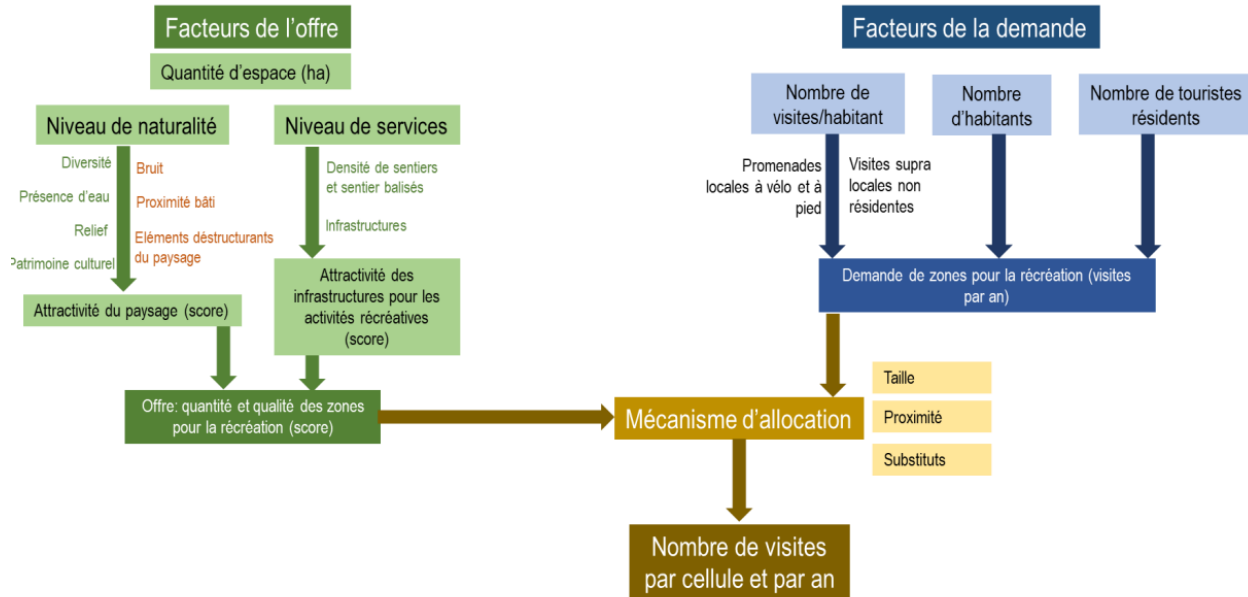 Facteurs de l'offre
Quantité d'espace (ha)
Niveau de naturalité
Diversité
Présence d'eau
Relief
Patrimoine culturel
Bruit
Proximité bâti
Eléments déstructurants
du paysage
Attractivité du paysage (score)
Niveau de services
Densité de sentiers
et sentier balisés
Infrastructures
Attractivité des
infrastructures pour les
activités récréatives
(score)
Offre: quantité et qualité des zones
pour la récréation (score)
Facteurs de la demande
Nombre de
visites/habitant
Nombre
d'habitants
Nombre de touristes
résidents
Promenades
locales à vélo et à
pied
Visites supra
locales non
résidentes
Demande de zones pour la récréation (visites
par an)
Mécanisme d'allocation
Taille
Proximité
Substituts
Nombre de visites
par cellule et par an